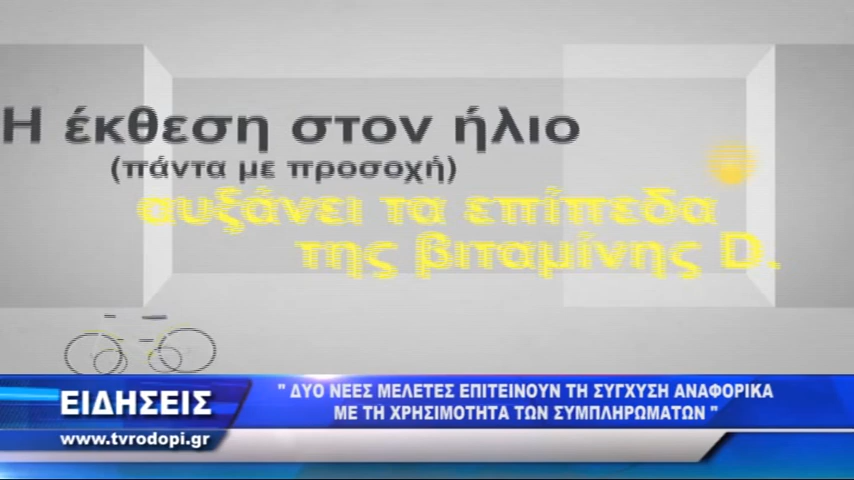 Η έκθεση στον ήλιο
(πάντα με προσοχή)
αυξάνει τα επίπεδα
της βιταμίνης D.
ΕΙΔΗΣΕΙΣ
www.tvrodopi.gr
" ΔΥΟ ΝΕΕΣ ΜΕΛΕΤΕΣ ΕΠΙΤΕΙΝΟΥΝ ΤΗ ΣΥΓΧΥΣΗ ΑΝΑΦΟΡΙΚΑ
ΜΕ ΤΗ ΧΡΗΣΙΜΟΤΗΤΑ ΤΩΝ ΣΥΜΠΛΗΡΩΜΑΤΩΝ "